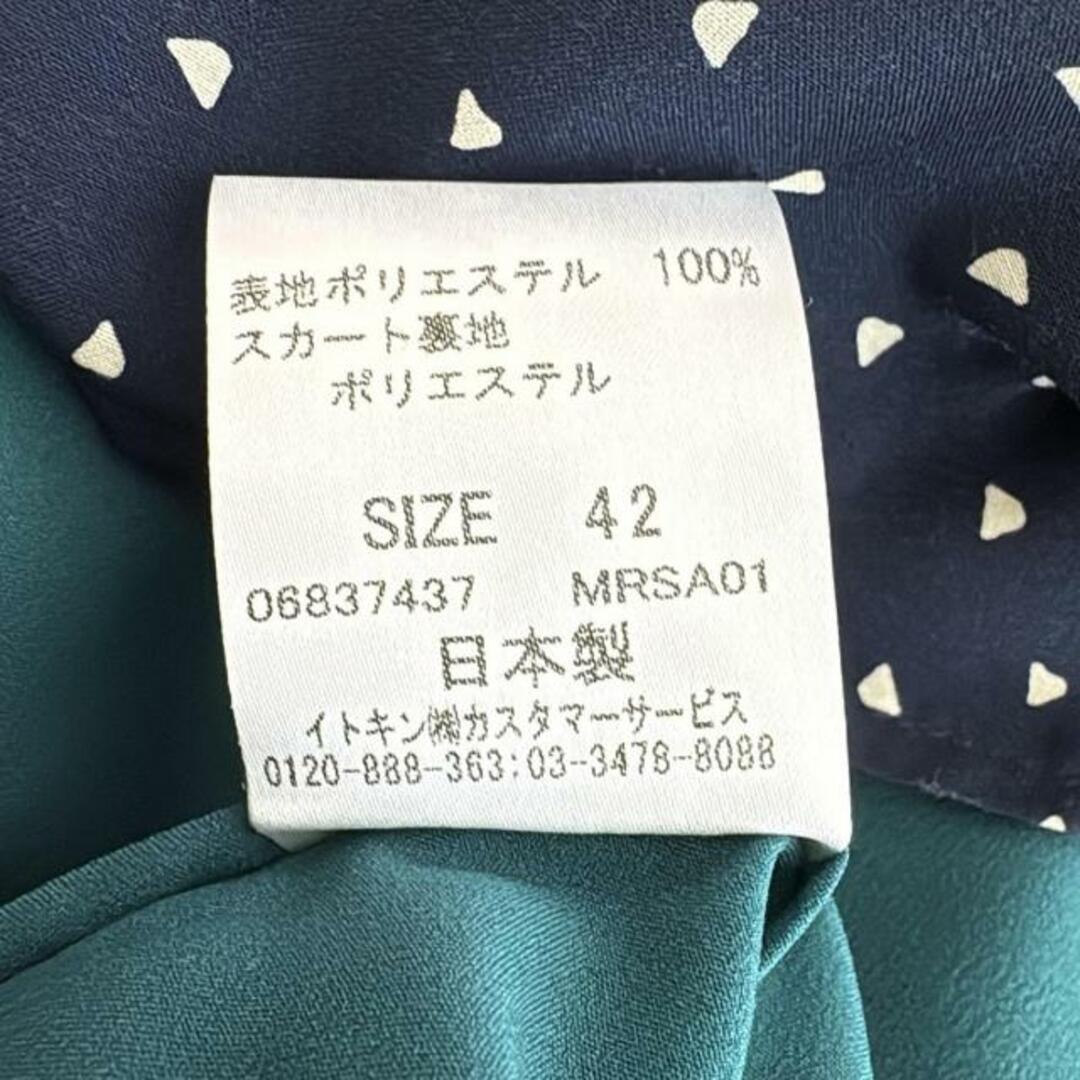 表地ポリエステル 100%
スカート裏地
ポリエステル
SIZE 42
06837437 MRSA01
日本製
イトキン㈱カスタマーサービス
0120-888-363:03-3478-8088